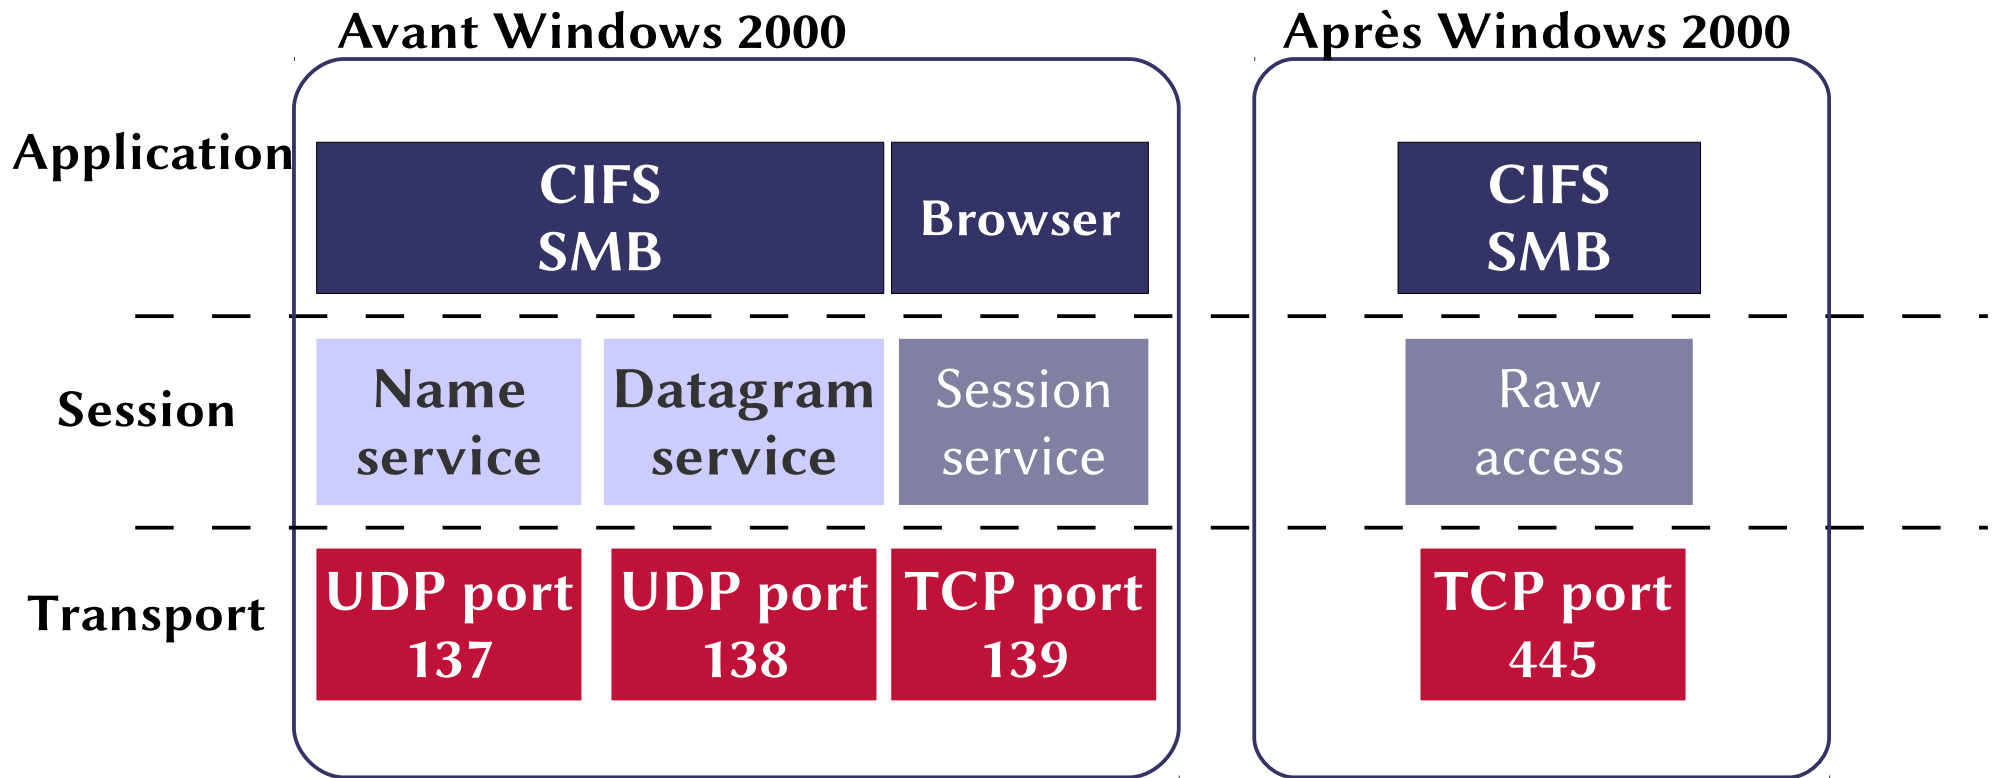 Avant Windows 2000
Après Windows 2000
Application
CIFS
SMB
Browser
CIFS
SMB
Session
Name
service
Datagram
service
Session
service
Raw
access
Transport
UDP port
137
UDP port
138
TCP port
139
TCP port
445